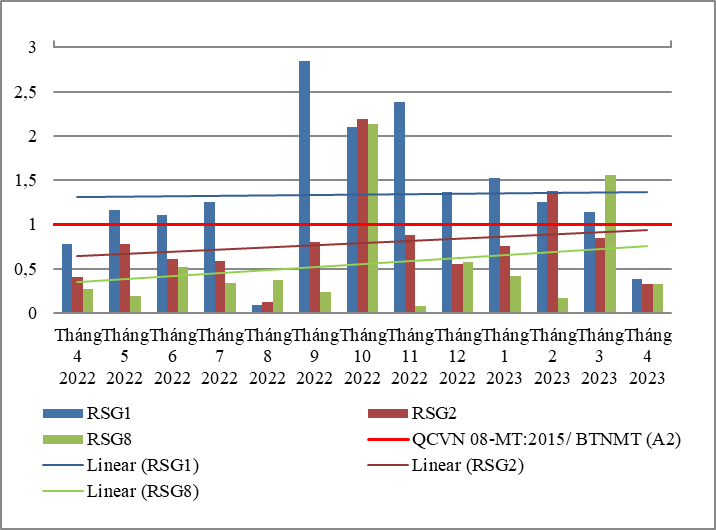 3
2,5
2
1,5
1
0,5
0
Tháng Tháng Tháng Tháng Tháng Tháng Tháng Tháng Tháng Tháng Tháng Tháng Tháng
4 5 6 7 8 9 10 11 12 1 2 3 4
2022 2022 2022 2022 2022 2022 2022 2022 2022 2023 2023 2023 2023
RSG1 RSG2
RSG8 QCVN 08-MT:2015/ BTNMT (A2)
Linear (RSG1) Linear (RSG2)
Linear (RSG8)